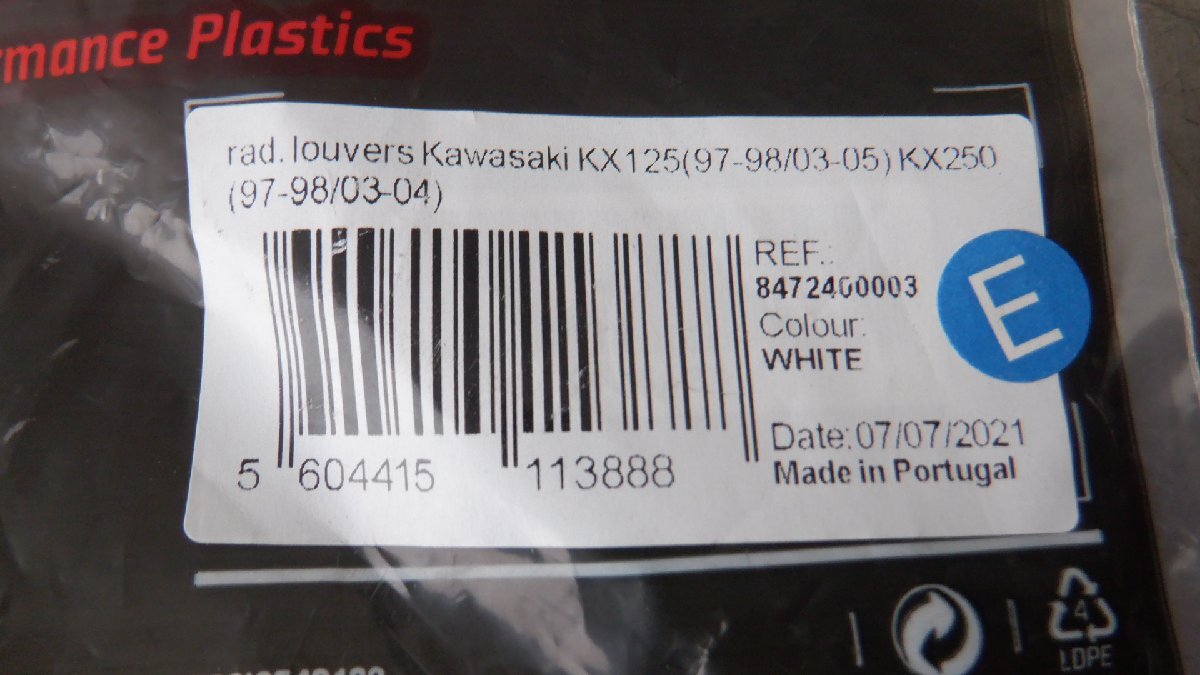 Plastics
rad. louvers Kawasaki KX125(97-98/03-05) KX250
(97-98/03-04)
REF.:
8472400003
Colour:
WHITE
E
Date:07/07/2021
Made in Portugal
5 604415 113888
4
LDPE